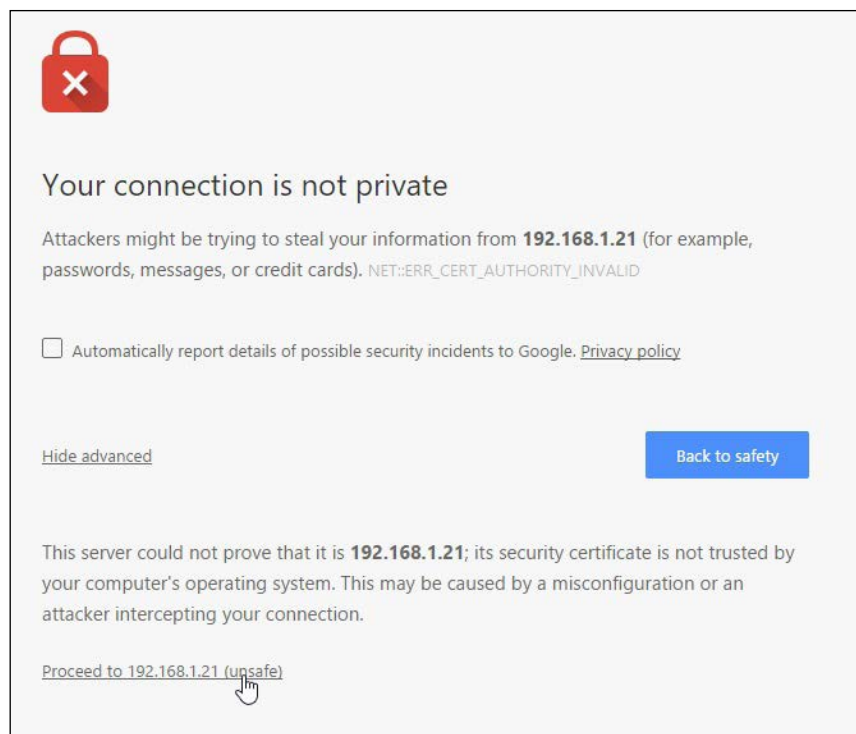 Your connection is not private
Attackers might be trying to steal your information from 192.168.1.21 (for example,
passwords, messages, or credit cards). NET::ERR_CERT_AUTHORITY_INVALID
Automatically report details of possible security incidents to Google. Privacy policy
Hide advanced
Back to safety
This server could not prove that it is 192.168.1.21; its security certificate is not trusted by
your computer's operating system. This may be caused by a misconfiguration or an
attacker intercepting your connection.
Proceed to 192.168.1.21 (unsafe)